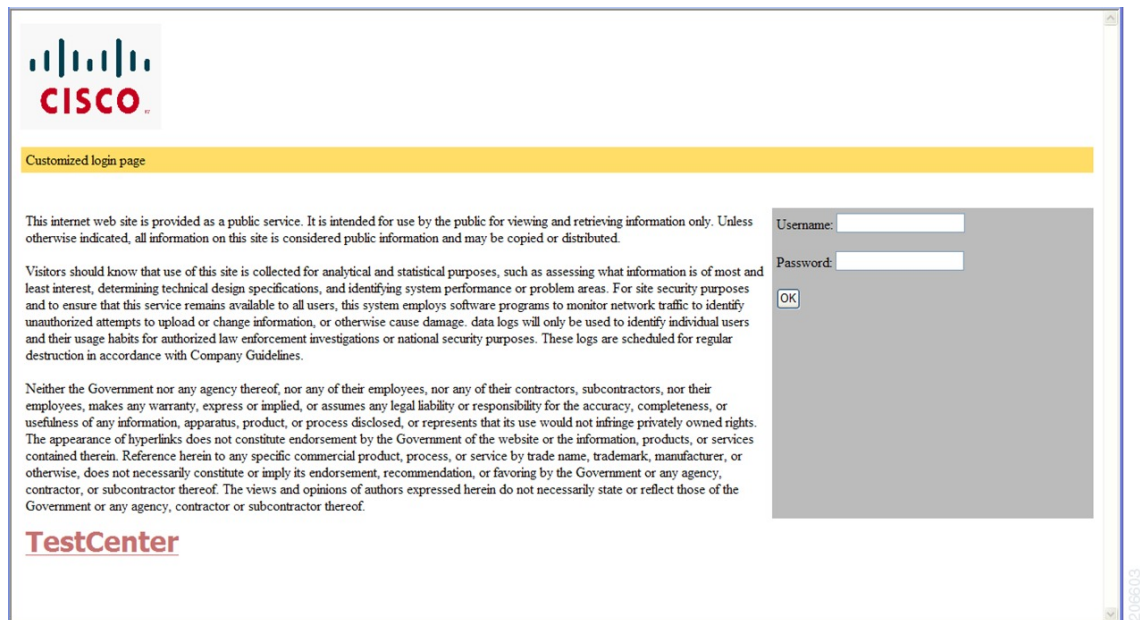 CISCO
Customized login page
This internet web site is provided as a public service. It is intended for use by the public for viewing and retrieving information only. Unless
otherwise indicated, all information on this site is considered public information and may be copied or distributed.
Visitors should know that use of this site is collected for analytical and statistical purposes, such as assessing what information is of most and
least interest, determining technical design specifications, and identifying system performance or problem areas. For site security purposes
and to ensure that this service remains available to all users, this system employs software programs to monitor network traffic to identify
unauthorized attempts to upload or change information, or otherwise cause damage. data logs will only be used to identify individual users
and their usage habits for authorized law enforcement investigations or national security purposes. These logs are scheduled for regular
destruction in accordance with Company Guidelines.
Neither the Government nor any agency thereof, nor any of their employees, nor any of their contractors, subcontractors, nor their
employees, makes any warranty, express or implied, or assumes any legal liability or responsibility for the accuracy, completeness, or
usefulness of any information, apparatus, product, or process disclosed, or represents that its use would not infringe privately owned rights.
The appearance of hyperlinks does not constitute endorsement by the Government of the website or the information, products, or services
contained therein. Reference herein to any specific commercial product, process, or service by trade name, trademark, manufacturer, or
otherwise, does not necessarily constitute or imply its endorsement, recommendation, or favoring by the Government or any agency,
contractor, or subcontractor thereof. The views and opinions of authors expressed herein do not necessarily state or reflect those of the
Government or any agency, contractor or subcontractor thereof.
TestCenter
Username:
Password:
OK
206603